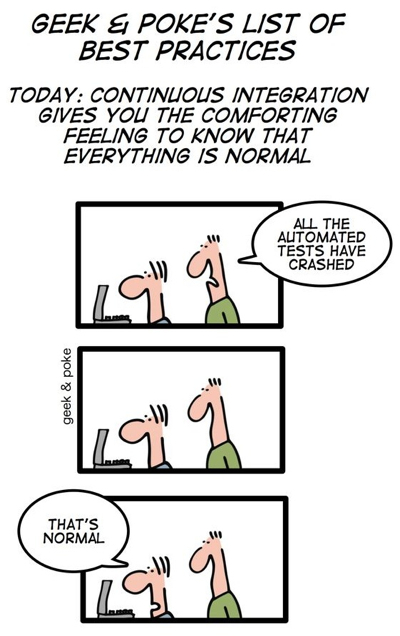 GEEK & POKE'S LIST OF
BEST PRACTICES
TODAY: CONTINUOUS INTEGRATION
GIVES YOU THE COMFORTING
FEELING TO KNOW THAT
EVERYTHING IS NORMAL
ALL THE
AUTOMATED
TESTS HAVE
CRASHED
geek & poke
THAT'S
NORMAL